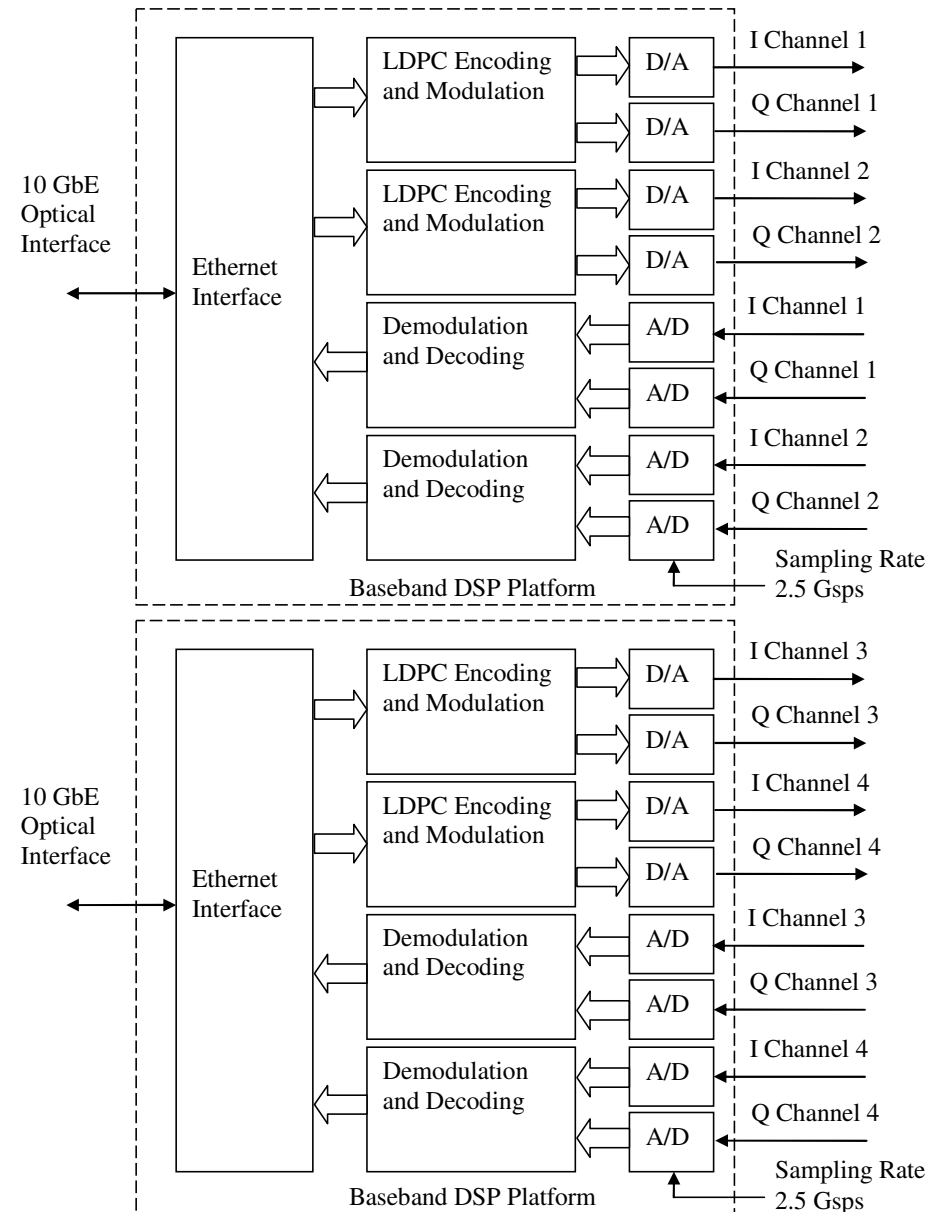 I Channel 1
LDPC Encoding
and Modulation
D/A
Q Channel 1
D/A
I Channel 2
10 GbE
Optical
Interface
LDPC Encoding
and Modulation
D/A
Q Channel 2
D/A
Ethernet
Interface
I Channel 1
Demodulation
and Decoding
A/D
Q Channel 1
A/D
I Channel 2
Demodulation
and Decoding
A/D
Q Channel 2
A/D
Sampling Rate
2.5 Gsps
Baseband DSP Platform
I Channel 3
LDPC Encoding
and Modulation
D/A
Q Channel 3
D/A
I Channel 4
10 GbE
Optical
Interface
LDPC Encoding
and Modulation
D/A
Q Channel 4
D/A
Ethernet
Interface
I Channel 3
Demodulation
and Decoding
A/D
Q Channel 3
A/D
I Channel 4
Demodulation
and Decoding
A/D
Q Channel 4
A/D
Sampling Rate
2.5 Gsps
Baseband DSP Platform